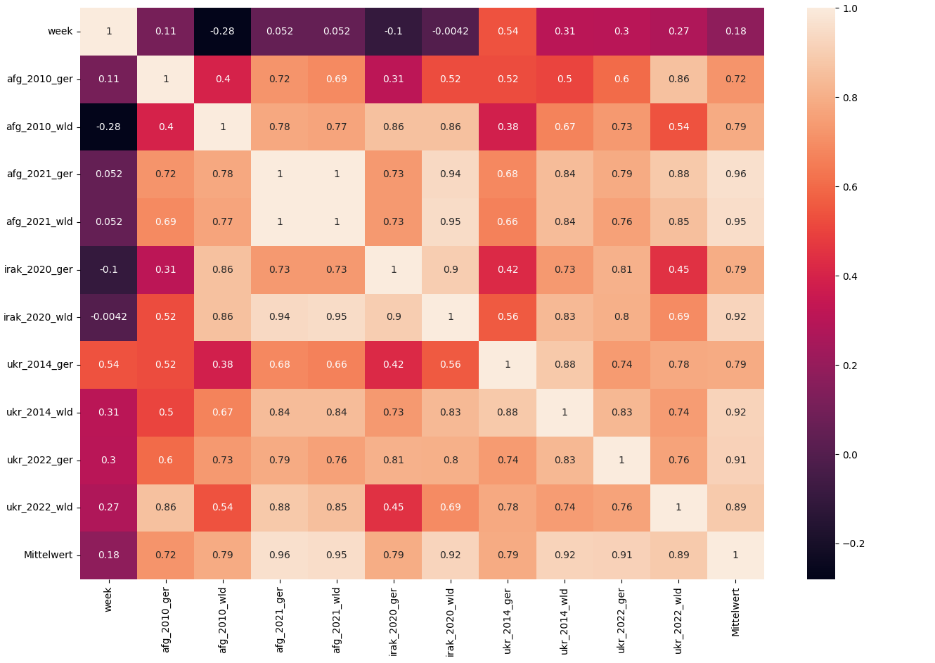 week 1 0.11 -0.28 0.052 0.052 -0.1 -0.0042 0.54 0.31 0.3 0.27 0.18
afg_2010_ger 0.11 1 0.4 0.72 0.69 0.31 0.52 0.52 0.5 0.6 0.86 0.72
afg_2010_wld -0.28 0.4 1 0.78 0.77 0.86 0.86 0.38 0.67 0.73 0.54 0.79
afg_2021_ger 0.052 0.72 0.78 1 1 0.73 0.94 0.68 0.84 0.79 0.88 0.96
afg_2021_wld 0.052 0.69 0.77 1 1 0.73 0.95 0.66 0.84 0.76 0.85 0.95
irak_2020_ger -0.1 0.31 0.86 0.73 0.73 1 0.9 0.42 0.73 0.81 0.45 0.79
irak_2020_wld -0.0042 0.52 0.86 0.94 0.95 0.9 1 0.56 0.83 0.8 0.69 0.92
ukr_2014_ger 0.54 0.52 0.38 0.68 0.66 0.42 0.56 1 0.88 0.74 0.78 0.79
ukr_2014_wld 0.31 0.5 0.67 0.84 0.84 0.73 0.83 0.88 1 0.83 0.74 0.92
ukr_2022_ger 0.3 0.6 0.73 0.79 0.76 0.81 0.8 0.74 0.83 1 0.76 0.91
ukr_2022_wld 0.27 0.86 0.54 0.88 0.85 0.45 0.69 0.78 0.74 0.76 1 0.89
Mittelwert 0.18 0.72 0.79 0.96 0.95 0.79 0.92 0.79 0.92 0.91 0.89 1
week
afg_2010_ger
afg_2010_wld
afg_2021_ger
afg_2021_wld
irak_2020_ger
irak_2020_wld
ukr_2014_ger
ukr_2014_wld
ukr_2022_ger
ukr_2022_wld
Mittelwert
1.0
0.8
0.6
0.4
0.2
0.0
−0.2